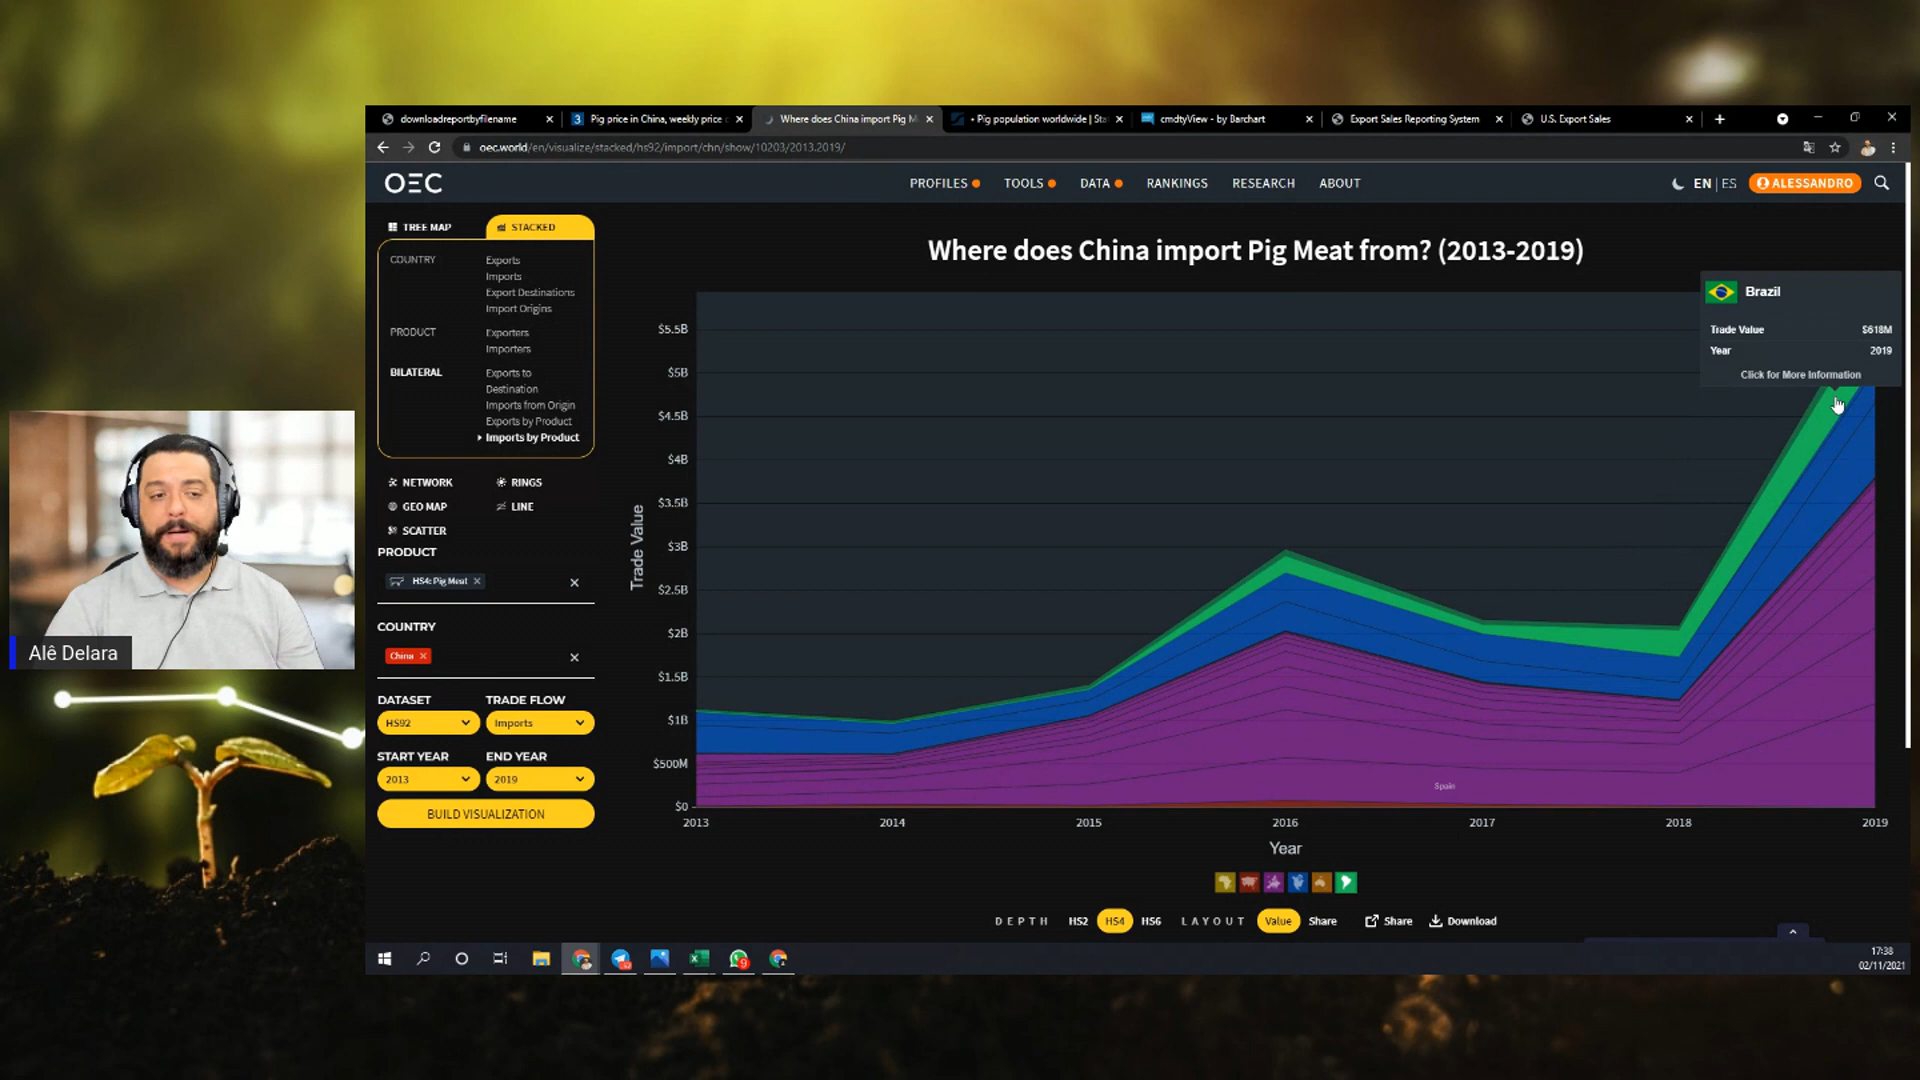 downloadreportbyfilename
Pig price in China, weekly price
Where does China import Pig M
• Pig population worldwide | Sta
cmdtyView - by Barchart
Export Sales Reporting System
U.S. Export Sales
oec.world/en/visualize/stacked/hs92/import/chn/show/10203/2013.2019/
OEC
PROFILES
TOOLS
DATA
RANKINGS
RESEARCH
ABOUT
EN | ES
ALESSANDRO
TREE MAP
STACKED
COUNTRY
Exports
Imports
Export Destinations
Import Origins
PRODUCT
Exporters
Importers
BILATERAL
Exports to
Destination
Imports from Origin
Exports by Product
Imports by Product
NETWORK
RINGS
GEO MAP
LINE
SCATTER
PRODUCT
HS4: Pig Meat
COUNTRY
China
DATASET
TRADE FLOW
HS92
Imports
START YEAR
END YEAR
2013
2019
BUILD VISUALIZATION
Where does China import Pig Meat from? (2013-2019)
Brazil
Trade Value $618M
Year 2019
Click for More Information
Trade Value
$5.5B
$5B
$4.5B
$4B
$3.5B
$3B
$2.5B
$2B
$1.5B
$1B
$500M
$0
Spain
2013
2014
2015
2016
2017
2018
2019
Year
DEPTH HS2 HS4 HS6 LAYOUT Value Share Share Download
Alê Delara
9
17:38
02/11/2021